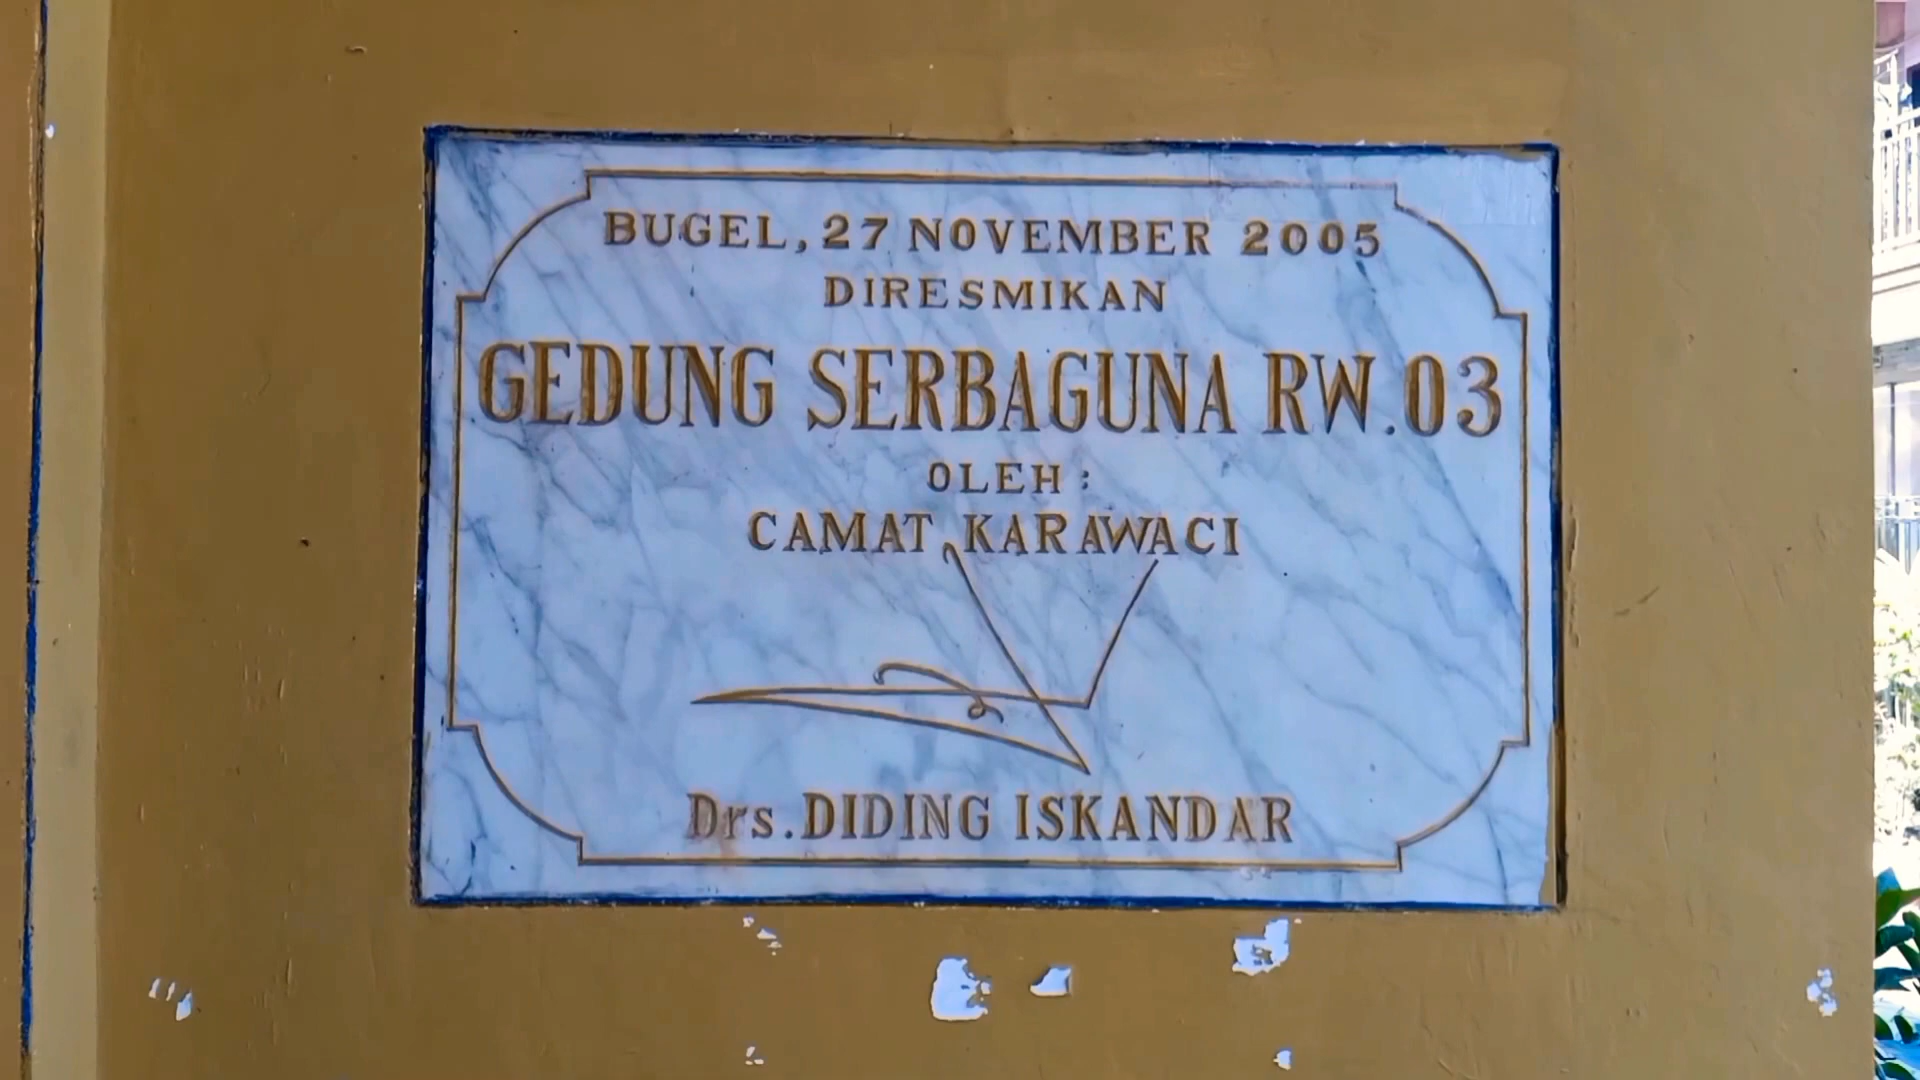 BUGEL, 27 NOVEMBER 2005
DIRESMIKAN
GEDUNG SERBAGUNA RW.03
OLEH :
CAMAT KARAWACI
Drs. DIDING ISKANDAR